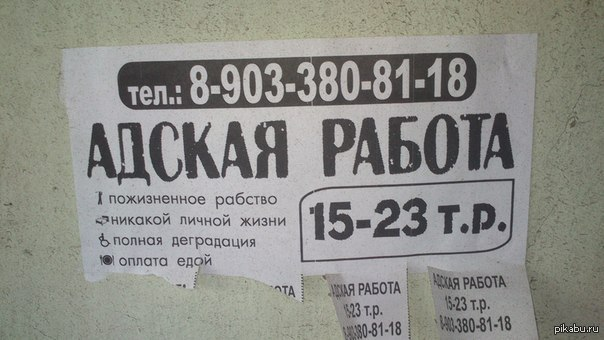 тел.: 8-903-380-81-18
АДСКАЯ РАБОТА
пожизненное рабство
никакой личной жизни
полная деградация
оплата едой
15-23 т.р.
ОТА
АДСКАЯ РАБОТА
15-23 т.р.
8-903-380-81-18
АДСКАЯ РАБОТА
15-23 т.р.
8-903-380-81-18
pikabu.ru